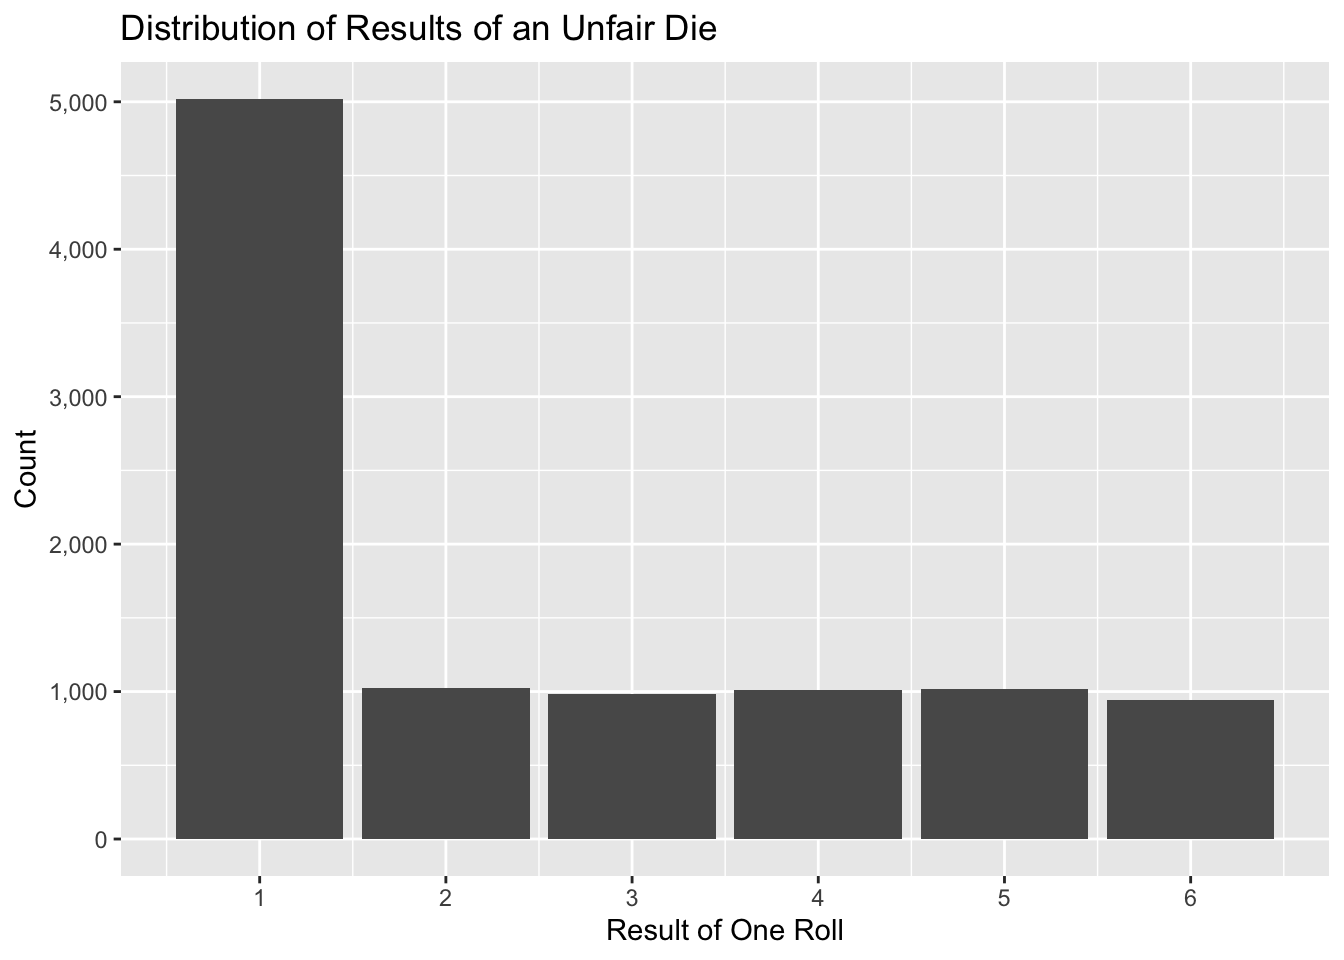 Distribution of Results of an Unfair Die
5,000
4,000
3,000
2,000
1,000
0
Count
1 2 3 4 5 6
Result of One Roll